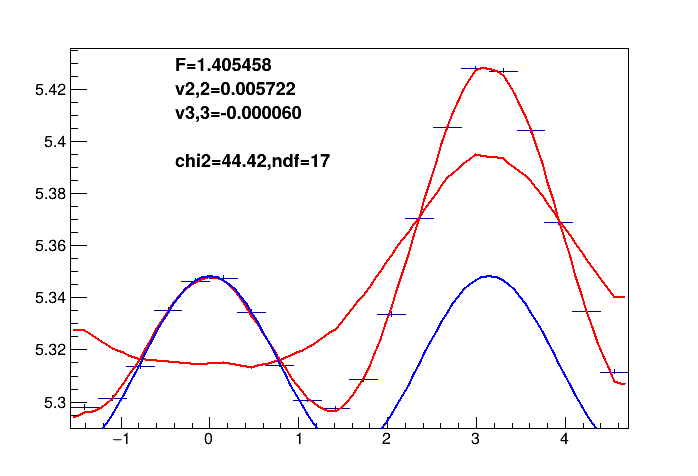 F=1.405458
v2,2=0.005722
v3,3=-0.000060
chi2=44.42,ndf=17
5.42
5.4
5.38
5.36
5.34
5.32
5.3
−1 0 1 2 3 4